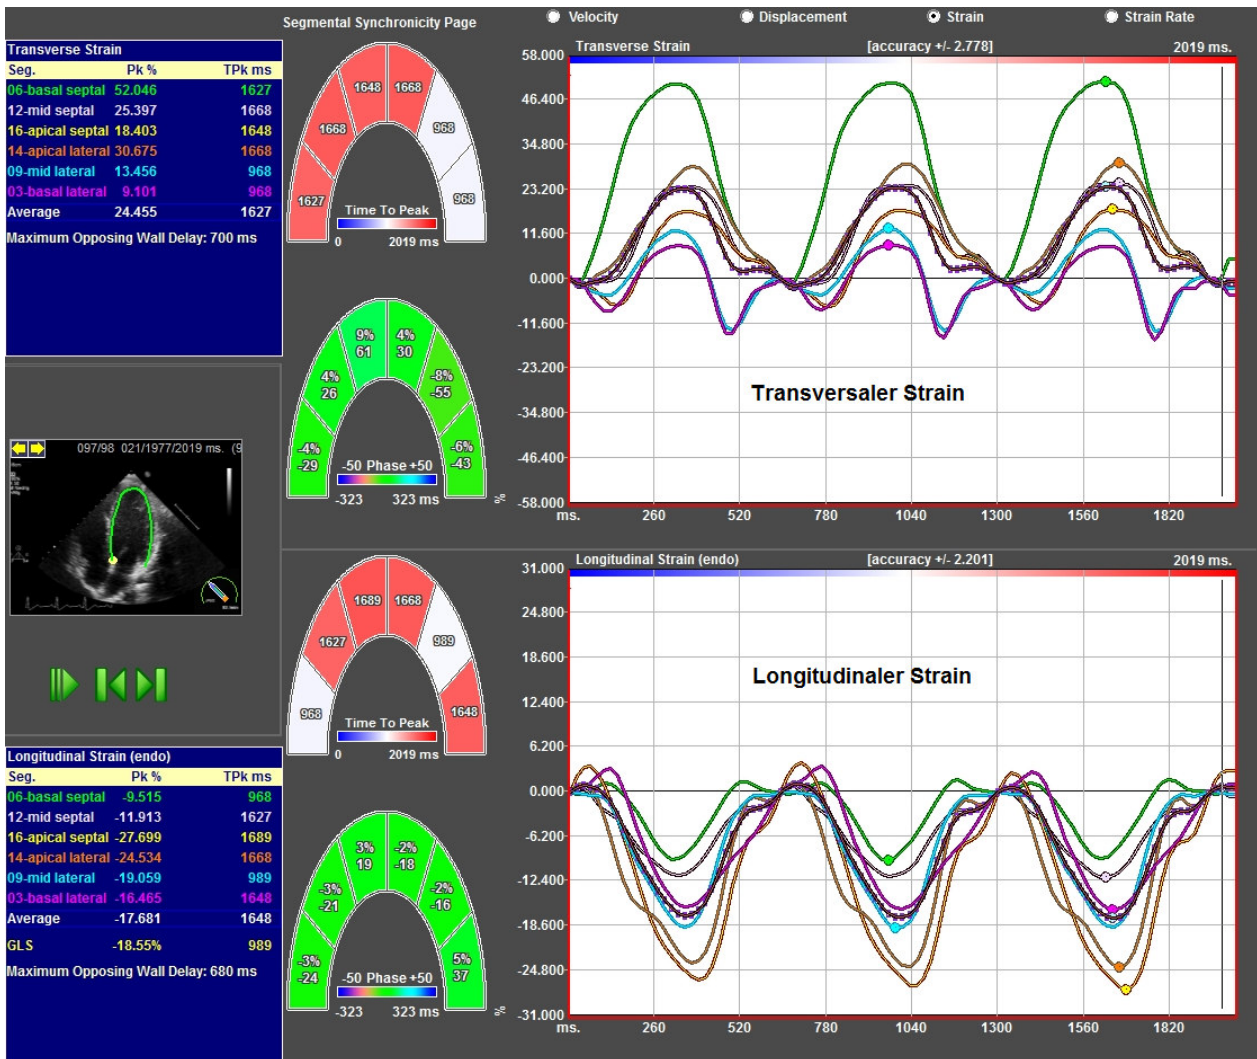 Segmental Synchronicity Page
Velocity Displacement Strain Strain Rate
Transverse Strain
Seg. Pk % TPk ms
06-basal septal 52.046 1627
12-mid septal 25.397 1668
16-apical septal 18.403 1648
14-apical lateral 30.675 1668
09-mid lateral 13.456 968
03-basal lateral 9.101 968
Average 24.455 1627
Maximum Opposing Wall Delay: 700 ms
1648 1668
1668 968
1627 968
Time To Peak
0 2019 ms
9% 4%
61 30
4% -8%
26 -55
-4% -6%
-29 -43
-50 Phase +50
-323 323 ms
%
Transverse Strain [accuracy +/- 2.778] 2019 ms.
58.000
46.400
34.800
23.200
11.600
0.000
-11.600
-23.200
-34.800
-46.400
-58.000
Transversaler Strain
ms. 260 520 780 1040 1300 1560 1820
097/98 021/1977/2019 ms. (9
1689 1668
1627 989
968 1648
Time To Peak
0 2019 ms
Longitudinal Strain (endo) [accuracy +/- 2.201] 2019 ms.
31.000
24.800
18.600
12.400
6.200
0.000
-6.200
-12.400
-18.600
-24.800
-31.000
Longitudinaler Strain
ms. 260 520 780 1040 1300 1560 1820
Longitudinal Strain (endo)
Seg. Pk % TPk ms
06-basal septal -9.515 968
12-mid septal -11.913 1627
16-apical septal -27.699 1689
14-apical lateral -24.534 1668
09-mid lateral -19.059 989
03-basal lateral -16.465 1648
Average -17.681 1648
GLS -18.55% 989
Maximum Opposing Wall Delay: 680 ms
3% -2%
19 -18
-3% -2%
-21 -16
-3% 5%
-24 37
-50 Phase +50
-323 323 ms
%